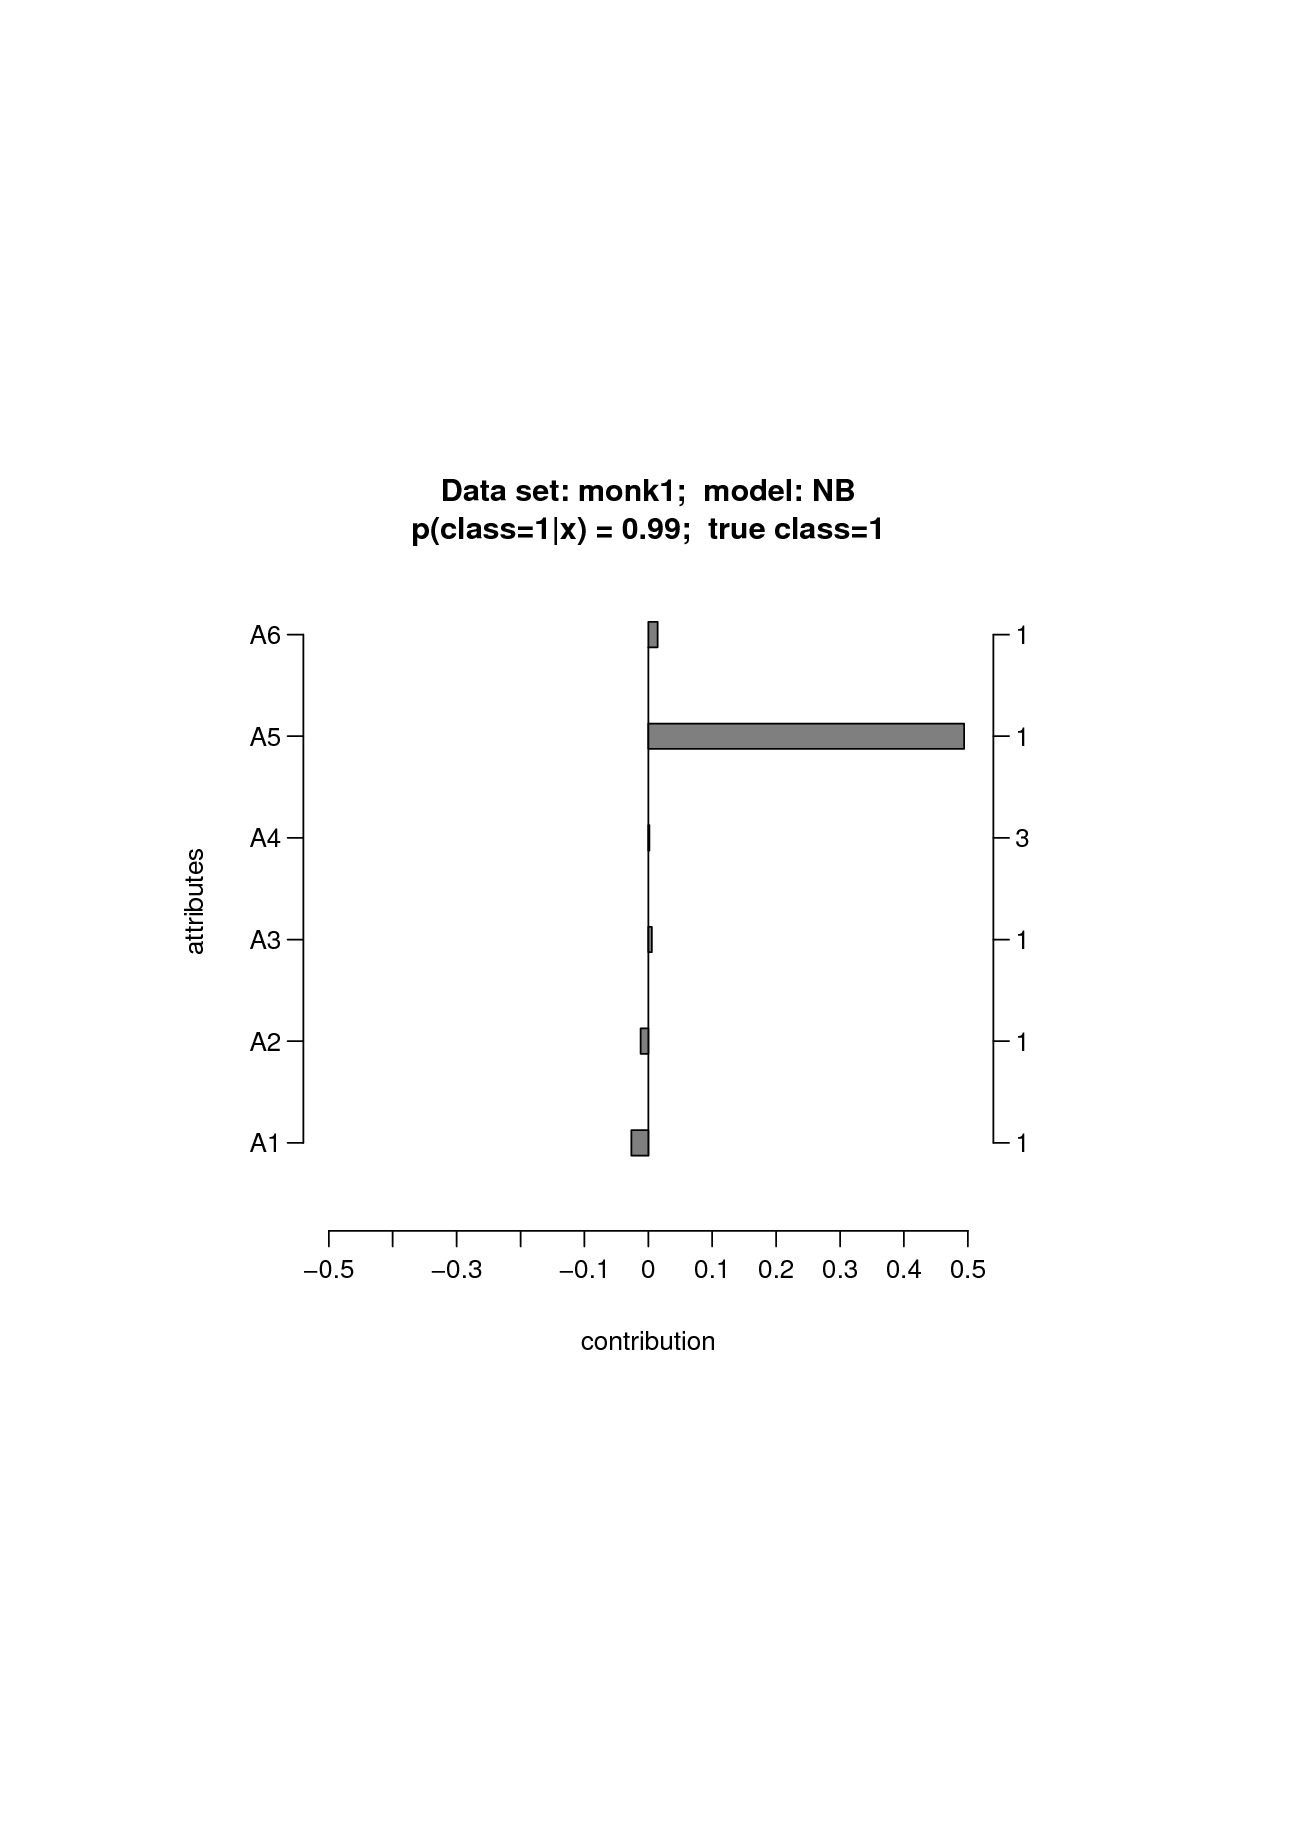 Data set: monk1;  model: NB
p(class=1|x) = 0.99;  true class=1
A6
1
A5
1
A4
3
A3
1
A2
1
A1
1
attributes
−0.5
−0.3
−0.1
0
0.1
0.2
0.3
0.4
0.5
contribution